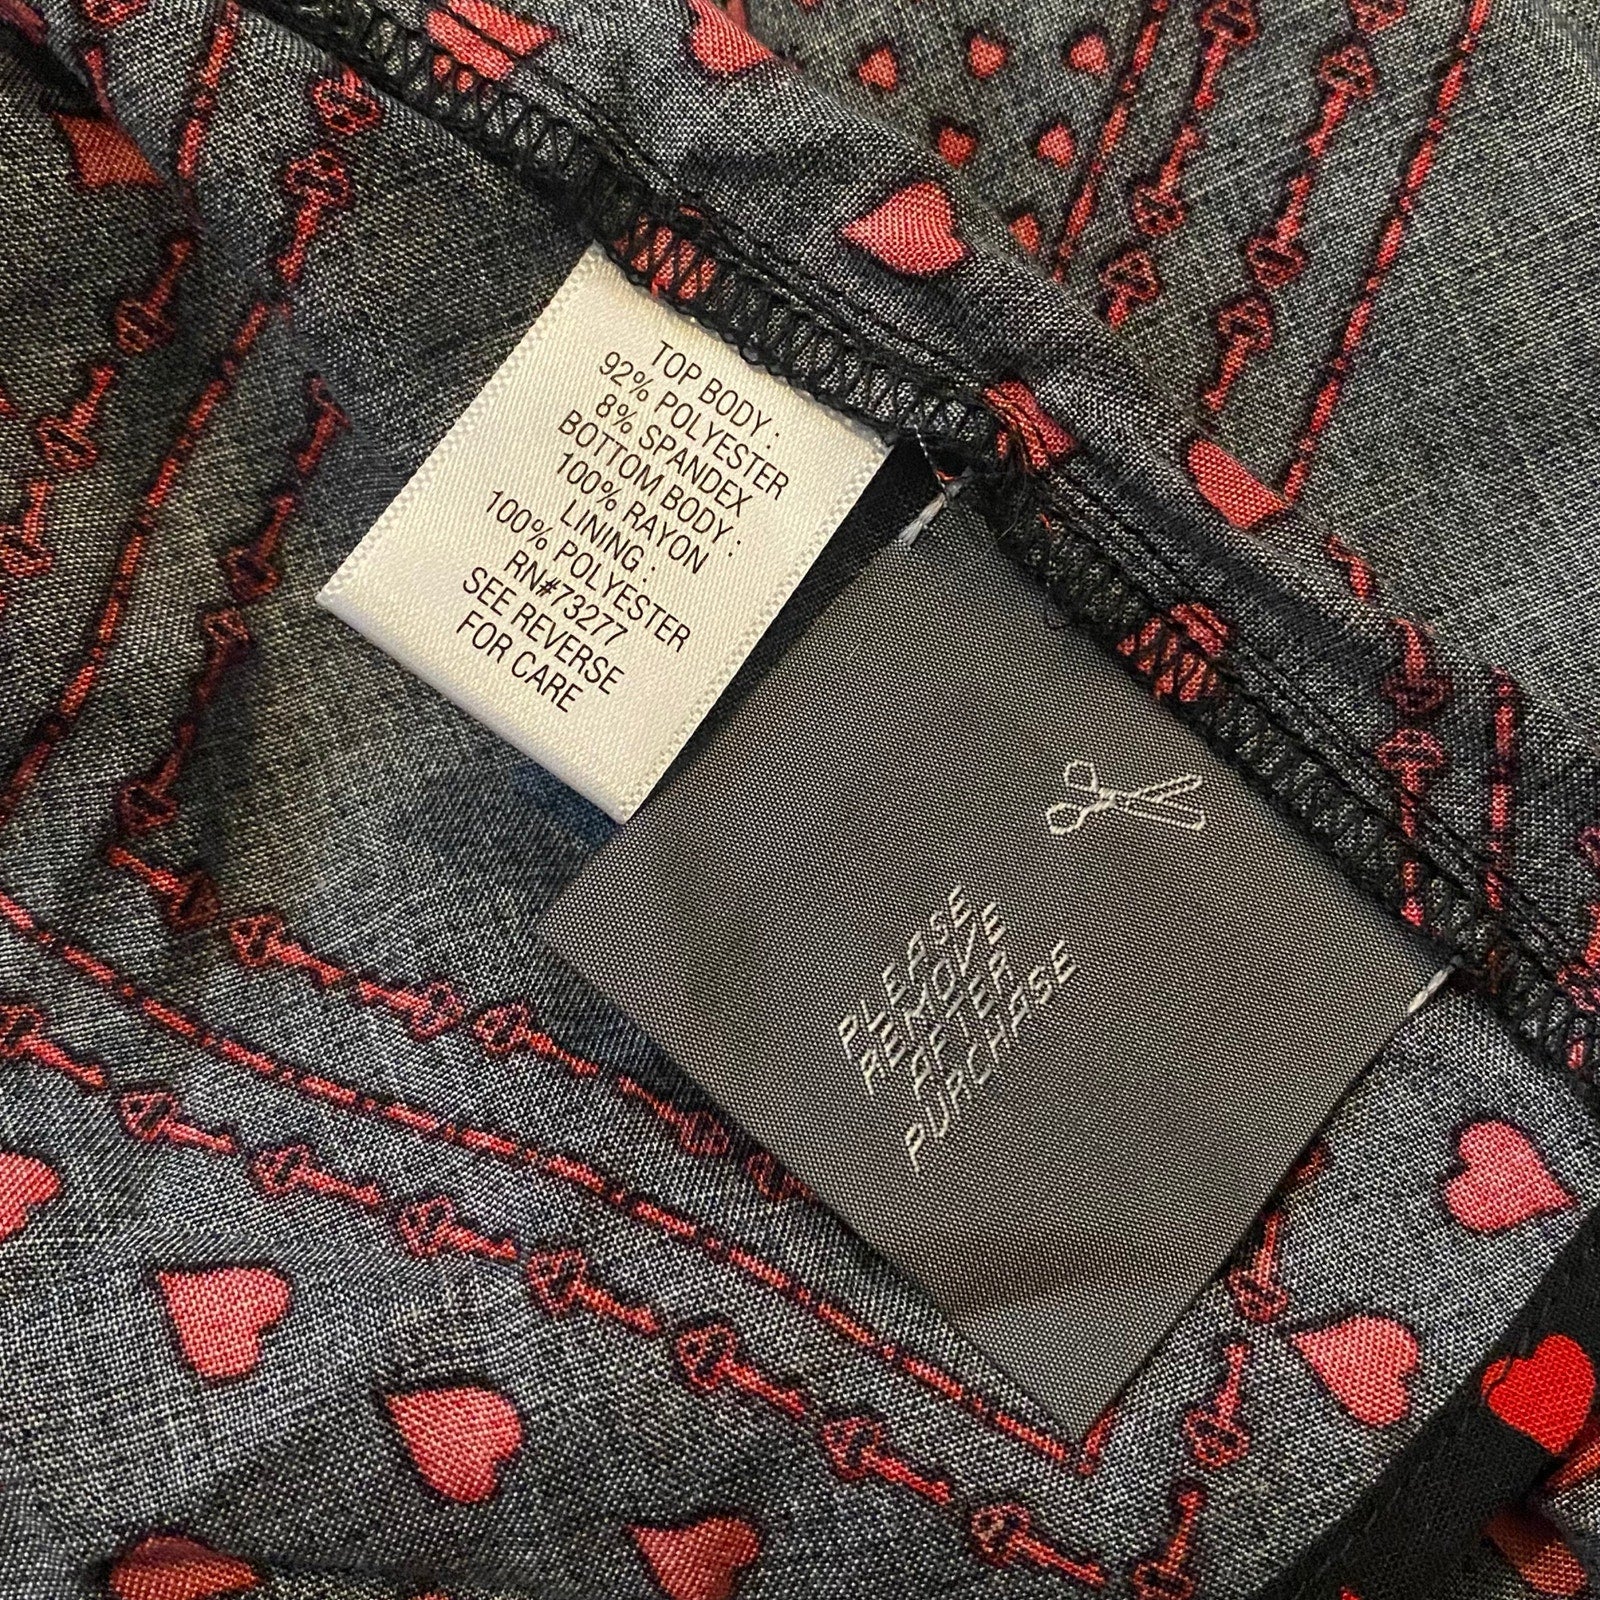 TOP BODY :
92% POLYESTER
8% SPANDEX
BOTTOM BODY :
100% RAYON
LINING :
100% POLYESTER
RN#73277
SEE REVERSE
FOR CARE
PLEASE
REMOVE
AFTER
PURCHASE